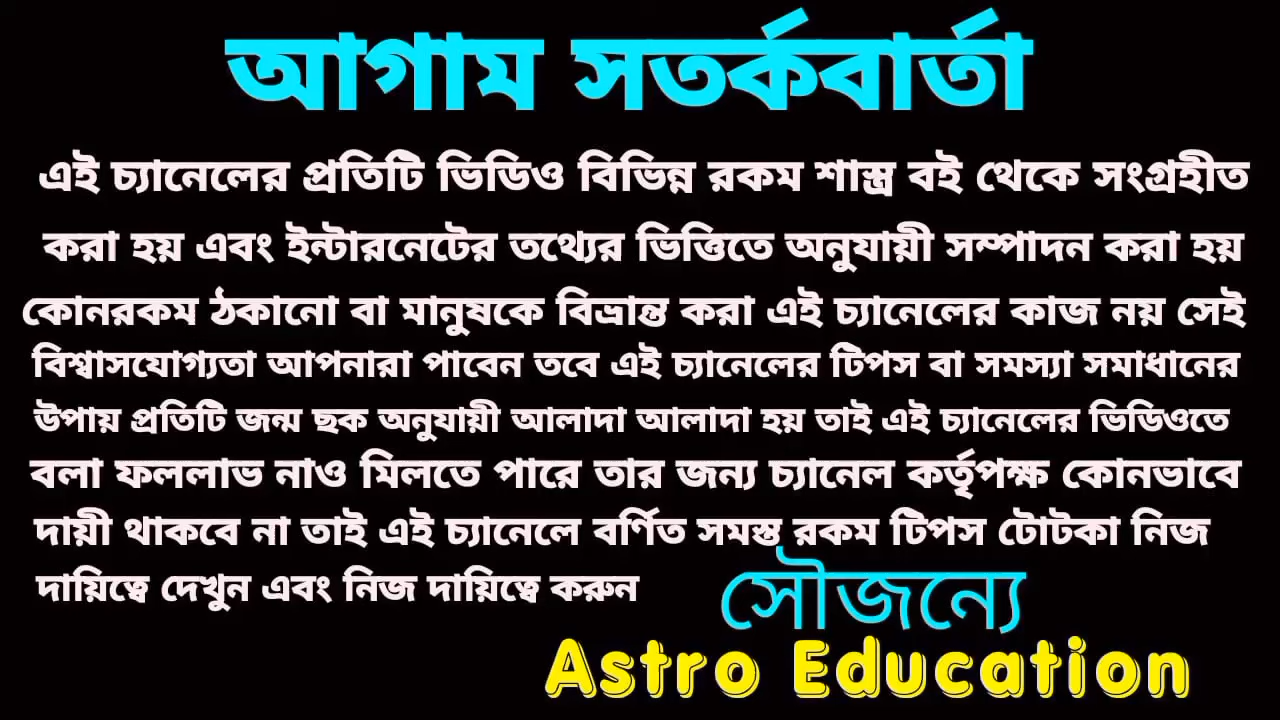 আগাম সতর্কবার্তা
এই চ্যানেলের প্রতিটি ভিডিও বিভিন্ন রকম শাস্ত্র বই থেকে সংগ্রহীত
করা হয় এবং ইন্টারনেটের তথ্যের ভিত্তিতে অনুযায়ী সম্পাদন করা হয়
কোনরকম ঠকানো বা মানুষকে বিভ্রান্ত করা এই চ্যানেলের কাজ নয় সেই
বিশ্বাসযোগ্যতা আপনারা পাবেন তবে এই চ্যানেলের টিপস বা সমস্যা সমাধানের
উপায় প্রতিটি জন্ম ছক অনুযায়ী আলাদা আলাদা হয় তাই এই চ্যানেলের ভিডিওতে
বলা ফললাভ নাও মিলতে পারে তার জন্য চ্যানেল কর্তৃপক্ষ কোনভাবে
দায়ী থাকবে না তাই এই চ্যানেলে বর্ণিত সমস্ত রকম টিপস টোটকা নিজ
দায়িত্বে দেখুন এবং নিজ দায়িত্বে করুন
সৌজন্যে
Astro Education